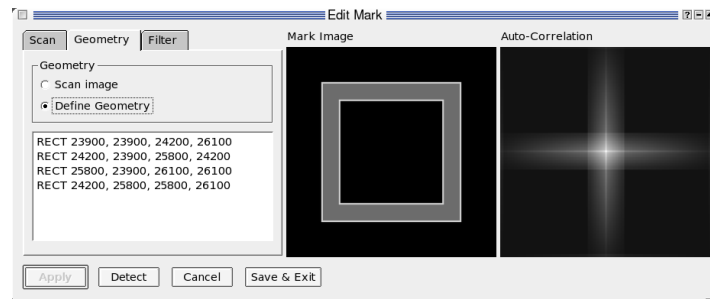 Edit Mark
Scan Geometry Filter
Mark Image
Auto-Correlation
Geometry
Scan image
Define Geometry
RECT 23900, 23900, 24200, 26100
RECT 24200, 23900, 25800, 24200
RECT 25800, 23900, 26100, 26100
RECT 24200, 25800, 25800, 26100
Apply Detect Cancel Save & Exit